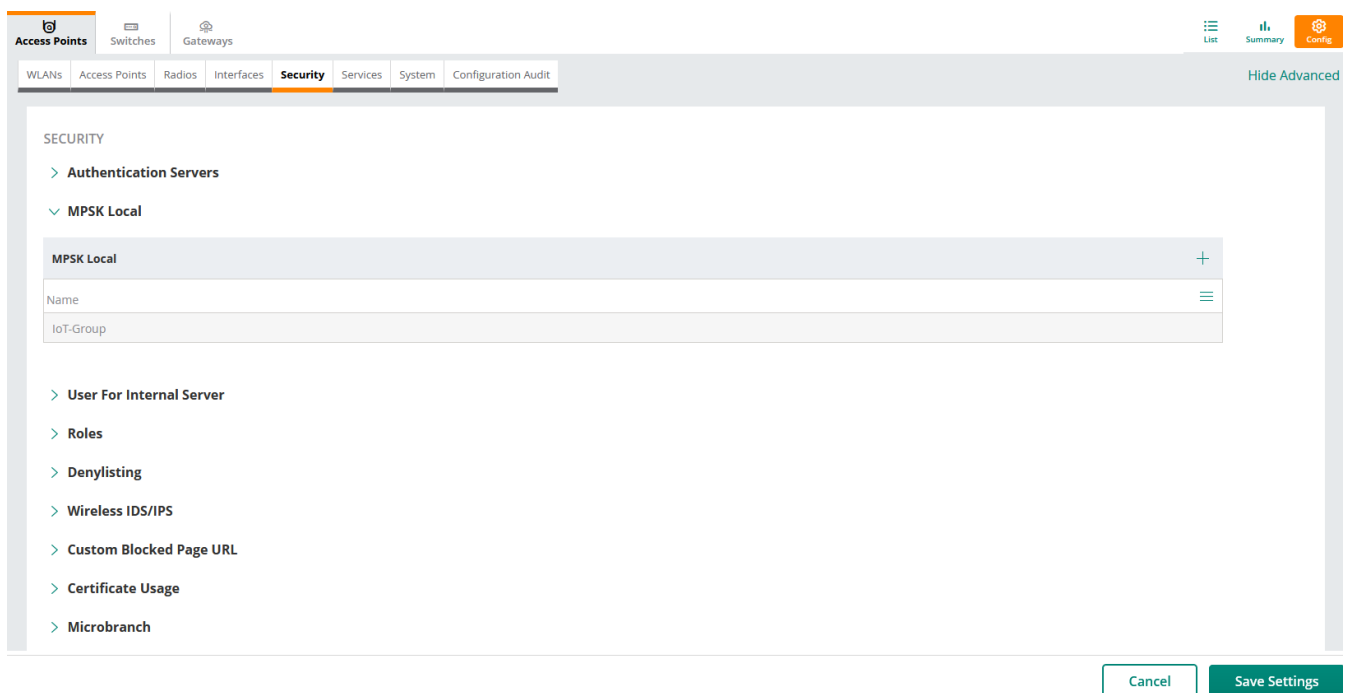 Access Points Switches Gateways List Summary Config
WLANs Access Points Radios Interfaces Security Services System Configuration Audit Hide Advanced
SECURITY
Authentication Servers
MPSK Local
MPSK Local
Name
IoT-Group
User For Internal Server
Roles
Denylisting
Wireless IDS/IPS
Custom Blocked Page URL
Certificate Usage
Microbranch
Cancel Save Settings